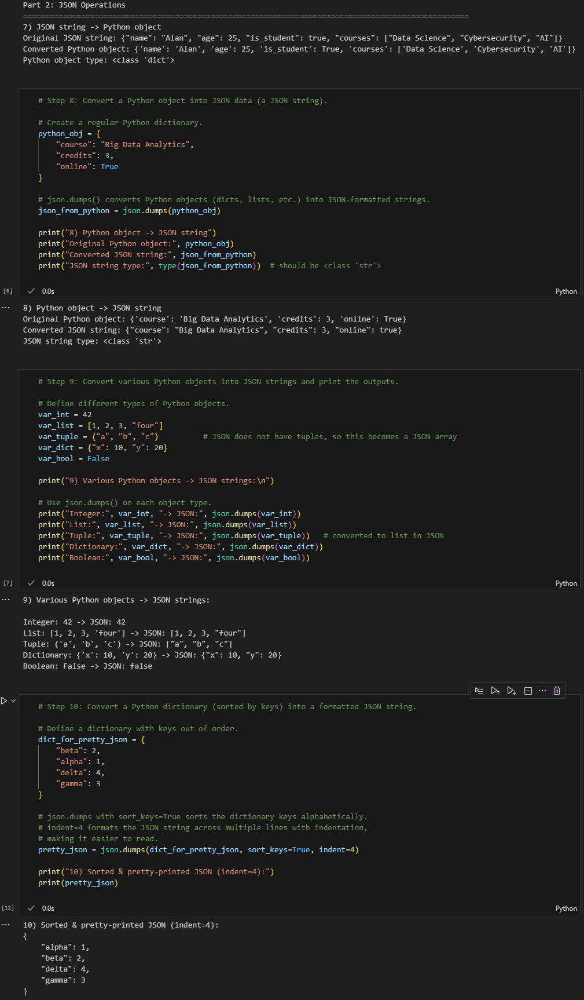 Part 2: JSON Operations
====================================================================================================
7) JSON string -> Python object
Original JSON string: {"name": "Alan", "age": 25, "is_student": true, "courses": ["Data Science", "Cybersecurity", "AI"]}
Converted Python object: {'name': 'Alan', 'age': 25, 'is_student': True, 'courses': ['Data Science', 'Cybersecurity', 'AI']}
Python object type: <class 'dict'>
# Step 8: Convert a Python object into JSON data (a JSON string).
# Create a regular Python dictionary.
python_obj = {
    "course": "Big Data Analytics",
    "credits": 3,
    "online": True
}
# json.dumps() converts Python objects (dicts, lists, etc.) into JSON-formatted strings.
json_from_python = json.dumps(python_obj)
print("8) Python object -> JSON string")
print("Original Python object:", python_obj)
print("Converted JSON string:", json_from_python)
print("JSON string type:", type(json_from_python))  # should be <class 'str'>
[6] 0.0s Python
8) Python object -> JSON string
Original Python object: {'course': 'Big Data Analytics', 'credits': 3, 'online': True}
Converted JSON string: {"course": "Big Data Analytics", "credits": 3, "online": true}
JSON string type: <class 'str'>
# Step 9: Convert various Python objects into JSON strings and print the outputs.
# Define different types of Python objects.
var_int = 42
var_list = [1, 2, 3, "four"]
var_tuple = ("a", "b", "c")          # JSON does not have tuples, so this becomes a JSON array
var_dict = {"x": 10, "y": 20}
var_bool = False
print("9) Various Python objects -> JSON strings:\n")
# Use json.dumps() on each object type.
print("Integer:", var_int, "-> JSON:", json.dumps(var_int))
print("List:", var_list, "-> JSON:", json.dumps(var_list))
print("Tuple:", var_tuple, "-> JSON:", json.dumps(var_tuple))   # converted to list in JSON
print("Dictionary:", var_dict, "-> JSON:", json.dumps(var_dict))
print("Boolean:", var_bool, "-> JSON:", json.dumps(var_bool))
[7] 0.0s Python
9) Various Python objects -> JSON strings:
Integer: 42 -> JSON: 42
List: [1, 2, 3, 'four'] -> JSON: [1, 2, 3, "four"]
Tuple: ('a', 'b', 'c') -> JSON: ["a", "b", "c"]
Dictionary: {'x': 10, 'y': 20} -> JSON: {"x": 10, "y": 20}
Boolean: False -> JSON: false
# Step 10: Convert a Python dictionary (sorted by keys) into a formatted JSON string.
# Define a dictionary with keys out of order.
dict_for_pretty_json = {
    "beta": 2,
    "alpha": 1,
    "delta": 4,
    "gamma": 3
}
# json.dumps with sort_keys=True sorts the dictionary keys alphabetically.
# indent=4 formats the JSON string across multiple lines with indentation,
# making it easier to read.
pretty_json = json.dumps(dict_for_pretty_json, sort_keys=True, indent=4)
print("10) Sorted & pretty-printed JSON (indent=4):")
print(pretty_json)
[12] 0.0s Python
10) Sorted & pretty-printed JSON (indent=4):
{
    "alpha": 1,
    "beta": 2,
    "delta": 4,
    "gamma": 3
}